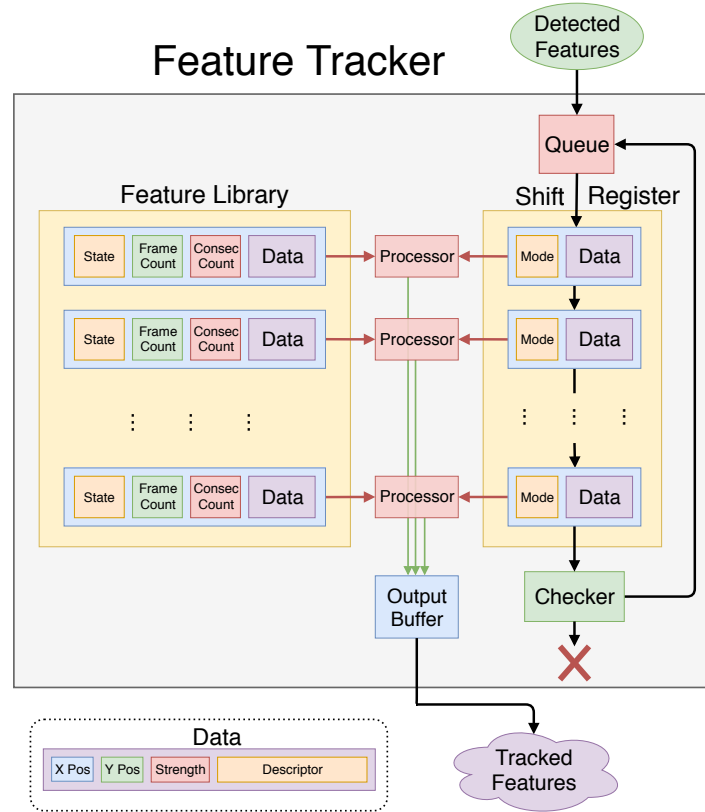 Detected
Features
Feature Tracker
Queue
Feature Library
Shift Register
State
Frame
Count
Consec
Count
Data
Processor
Mode
Data
State
Frame
Count
Consec
Count
Data
Processor
Mode
Data
... ... ...
... ... ...
State
Frame
Count
Consec
Count
Data
Processor
Mode
Data
Output
Buffer
Checker
Data
X Pos
Y Pos
Strength
Descriptor
Tracked
Features